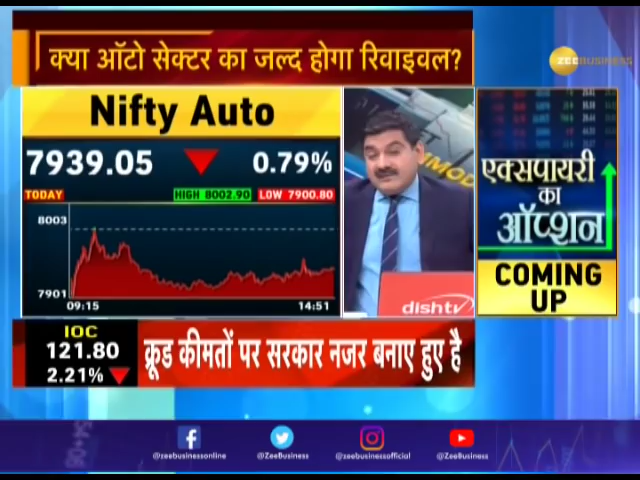 क्या ऑटो सेक्टर का जल्द होगा रिवाइवल?
ZEE BUSINESS
Nifty Auto
7939.05 0.79%
TODAY HIGH 8002.90 LOW 7900.80
8003
7901
09:15 14:51
dishtv
एक्सपायरी
का
ऑप्शन
COMING
UP
IOC
121.80
2.21%
क्रूड कीमतों पर सरकार नजर बनाए हुए है
@zeebusinessonline @ZeeBusiness @zeebusinessofficial @ZeeBusiness